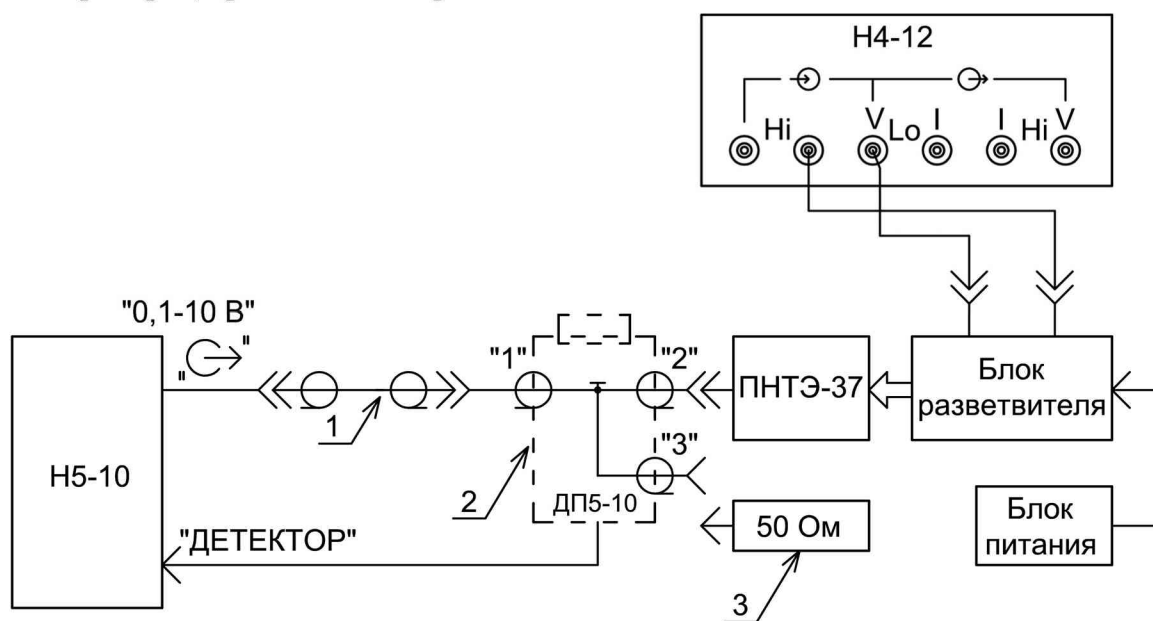 Н4-12
Hi V Lo I I Hi V
"0,1-10 В"
" "
"1" "2"
ПНТЭ-37
Блок
разветвителя
1
"3"
Н5-10
2
ДП5-10
50 Ом
Блок
питания
"ДЕТЕКТОР"
3